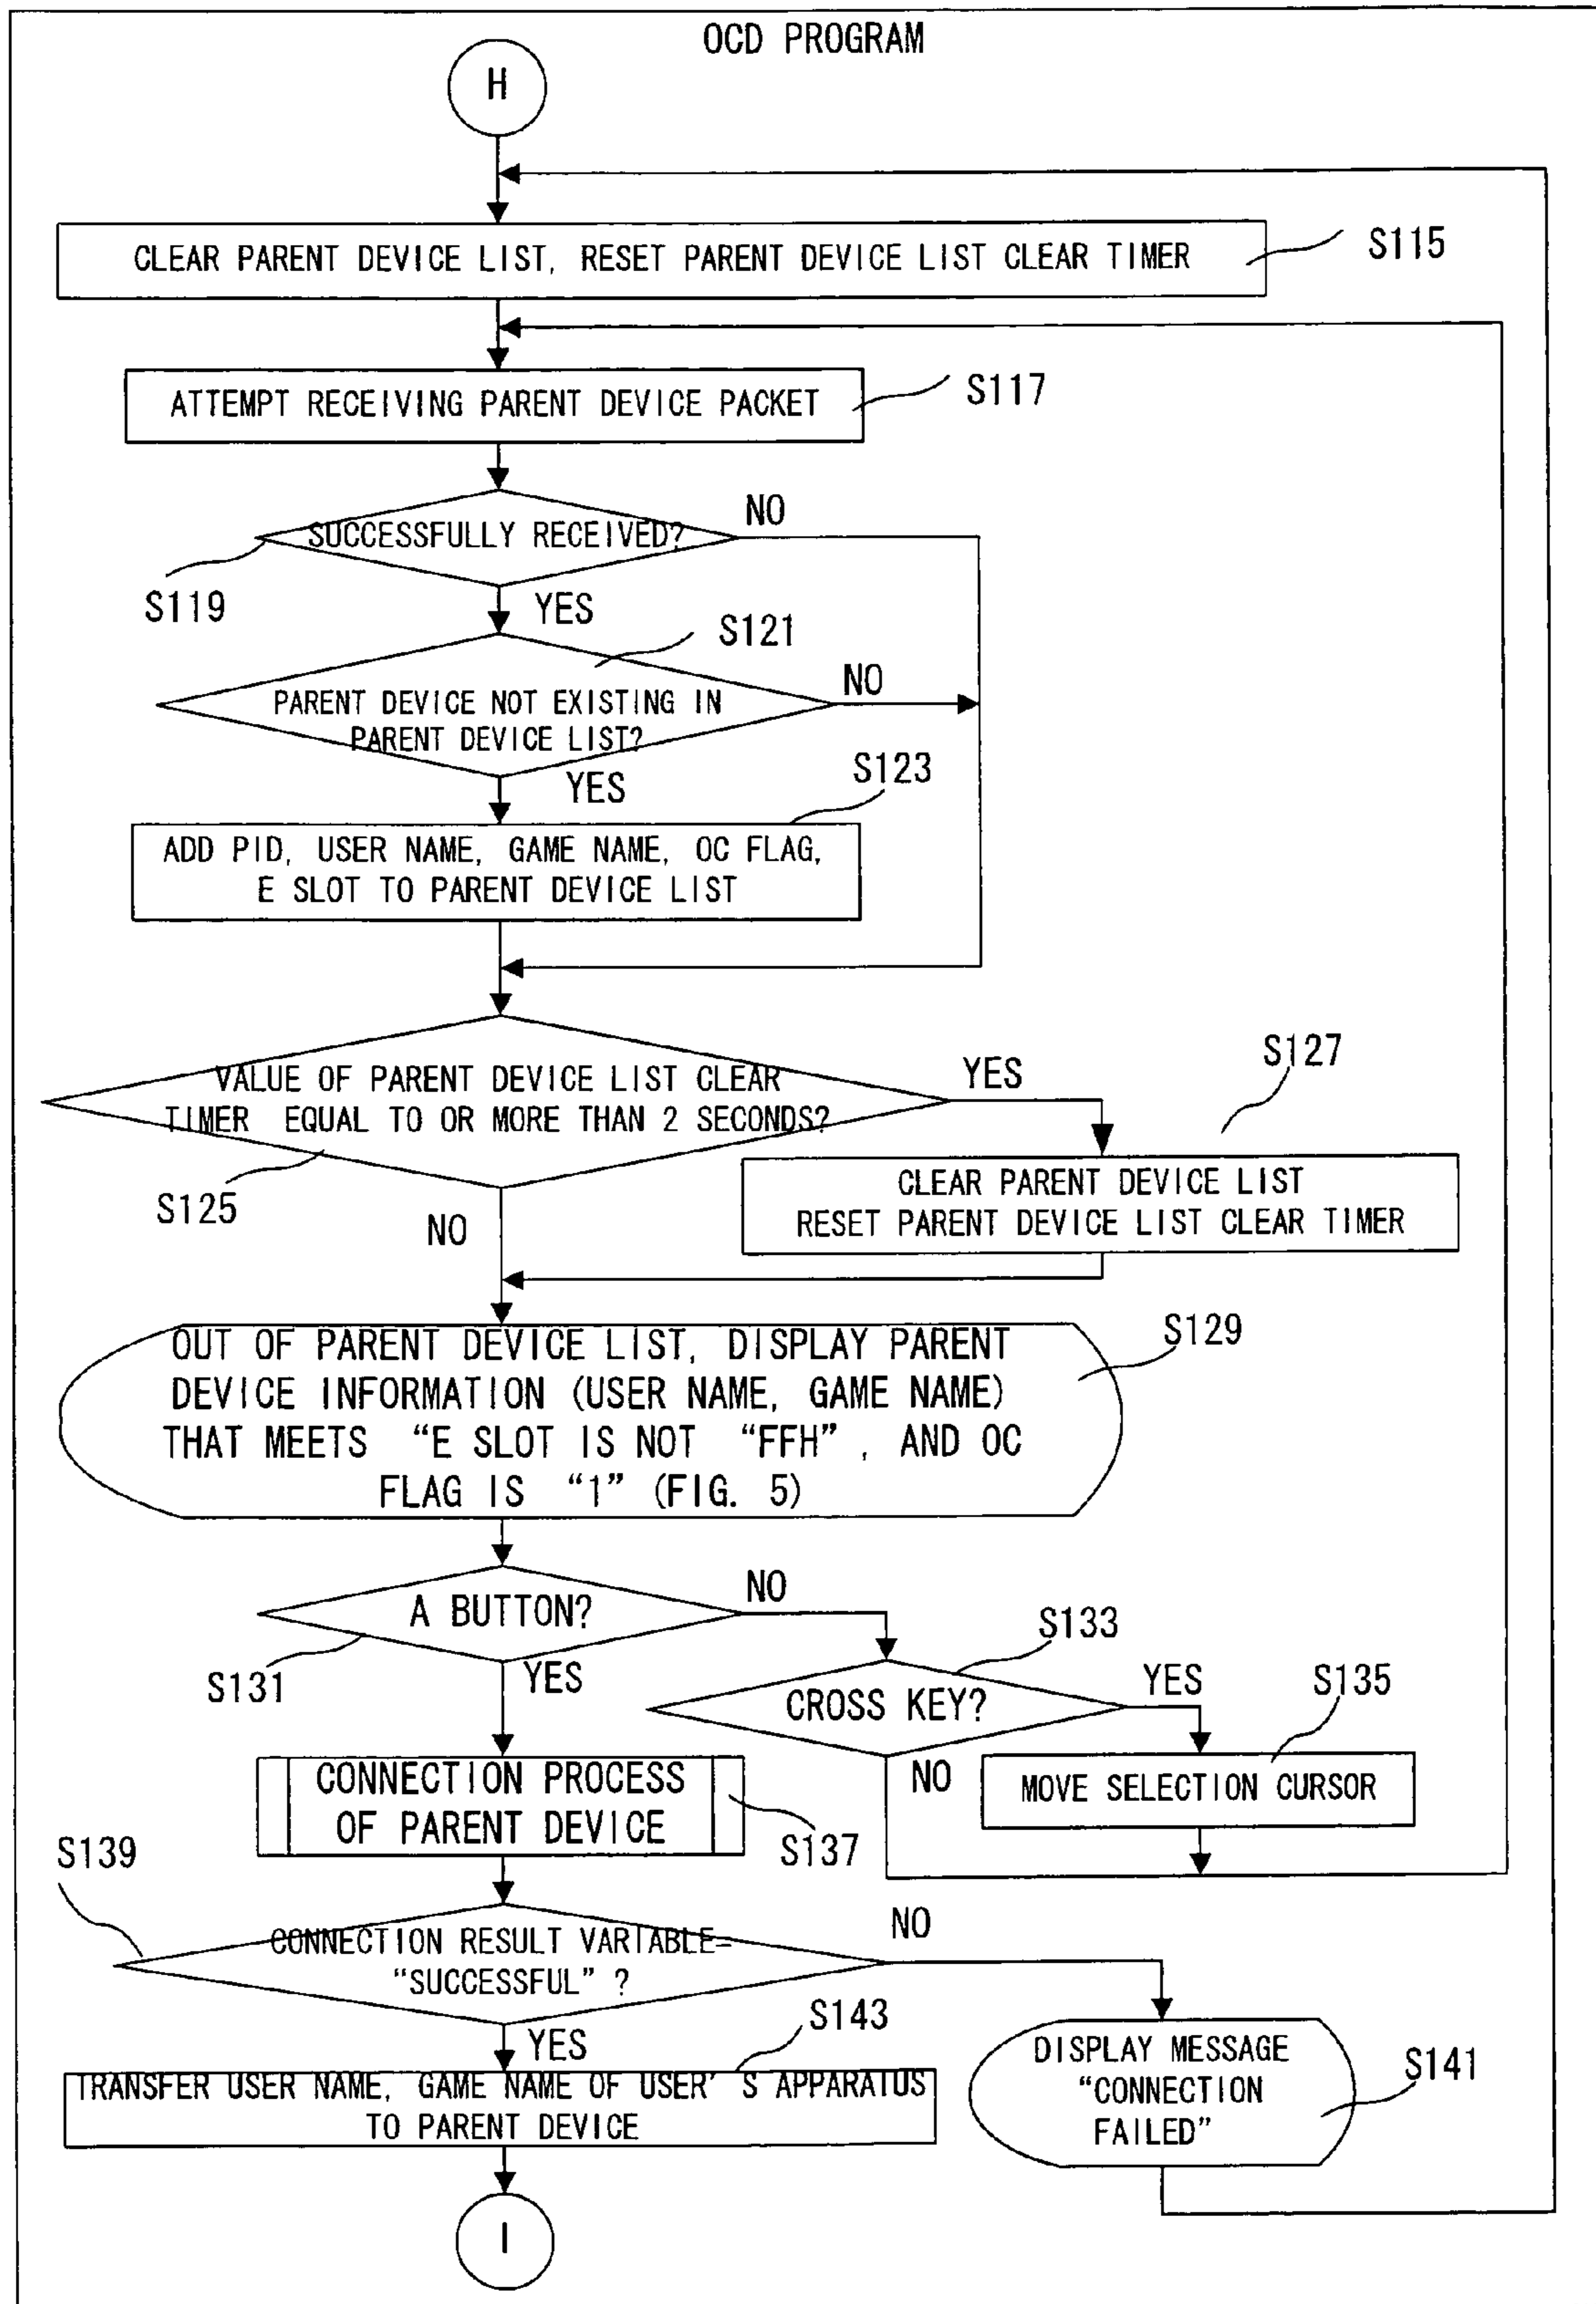 OCD PROGRAM
H
CLEAR PARENT DEVICE LIST, RESET PARENT DEVICE LIST CLEAR TIMER
S115
ATTEMPT RECEIVING PARENT DEVICE PACKET
S117
SUCCESSFULLY RECEIVED?
NO
S119
YES
S121
PARENT DEVICE NOT EXISTING IN
PARENT DEVICE LIST?
NO
YES
S123
ADD PID, USER NAME, GAME NAME, OC FLAG,
E SLOT TO PARENT DEVICE LIST
VALUE OF PARENT DEVICE LIST CLEAR
TIMER EQUAL TO OR MORE THAN 2 SECONDS?
YES
S127
S125
NO
CLEAR PARENT DEVICE LIST
RESET PARENT DEVICE LIST CLEAR TIMER
OUT OF PARENT DEVICE LIST, DISPLAY PARENT
DEVICE INFORMATION (USER NAME, GAME NAME)
THAT MEETS “E SLOT IS NOT “FFH”, AND OC
FLAG IS “1” (FIG. 5)
S129
A BUTTON?
NO
S131
YES
S133
CROSS KEY?
YES
S135
NO
MOVE SELECTION CURSOR
CONNECTION PROCESS
OF PARENT DEVICE
S137
S139
CONNECTION RESULT VARIABLE=
“SUCCESSFUL” ?
NO
YES
S143
TRANSFER USER NAME, GAME NAME OF USER’S APPARATUS
TO PARENT DEVICE
DISPLAY MESSAGE
“CONNECTION
FAILED”
S141
I